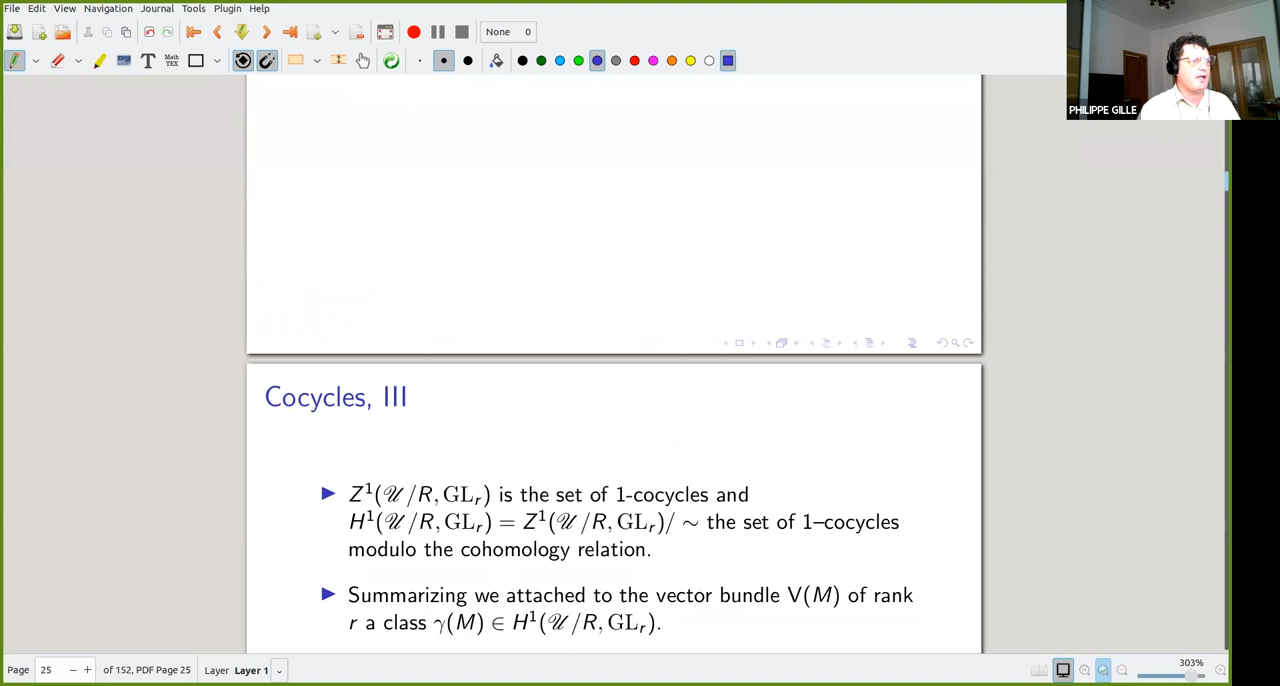 File Edit View Navigation Journal Tools Plugin Help
None 0
PHILIPPE GILLE
Cocycles, III
Z¹(𝒰/R, GLᵣ) is the set of 1-cocycles and
H¹(𝒰/R, GLᵣ) = Z¹(𝒰/R, GLᵣ)/ ∼ the set of 1–cocycles
modulo the cohomology relation.
Summarizing we attached to the vector bundle V(M) of rank
r a class γ(M) ∈ H¹(𝒰/R, GLᵣ).
Page 25 of 152, PDF Page 25 Layer Layer 1 303%